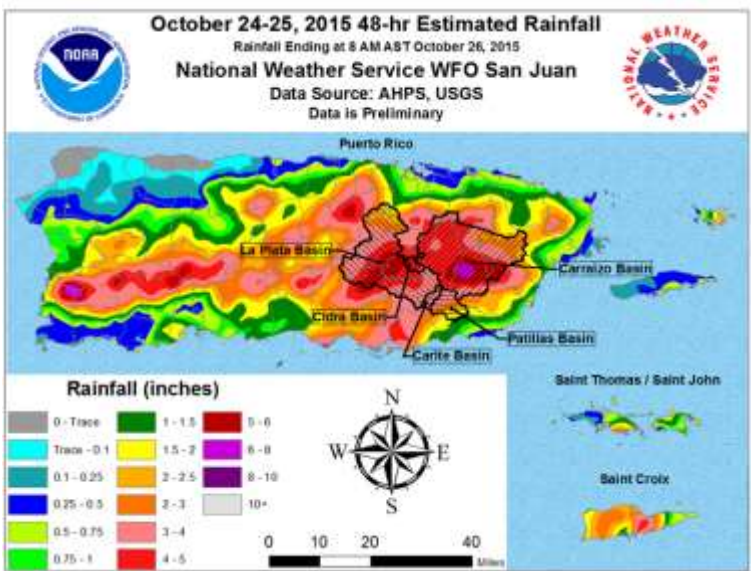 October 24-25, 2015 48-hr Estimated Rainfall
Rainfall Ending at 8 AM AST October 26, 2015
National Weather Service WFO San Juan
Data Source: AHPS, USGS
Data is Preliminary
NOAA
NATIONAL WEATHER SERVICE
Puerto Rico
La Plata Basin
Carraizo Basin
Cidra Basin
Patillas Basin
Carite Basin
Saint Thomas / Saint John
Saint Croix
Rainfall (inches)
0 - Trace
Trace - 0.1
0.1 - 0.25
0.25 - 0.5
0.5 - 0.75
0.75 - 1
1 - 1.5
1.5 - 2
2 - 2.5
2 - 3
3 - 4
4 - 5
5 - 6
6 - 8
8 - 10
10+
N
W E
S
0 10 20 40
Miles